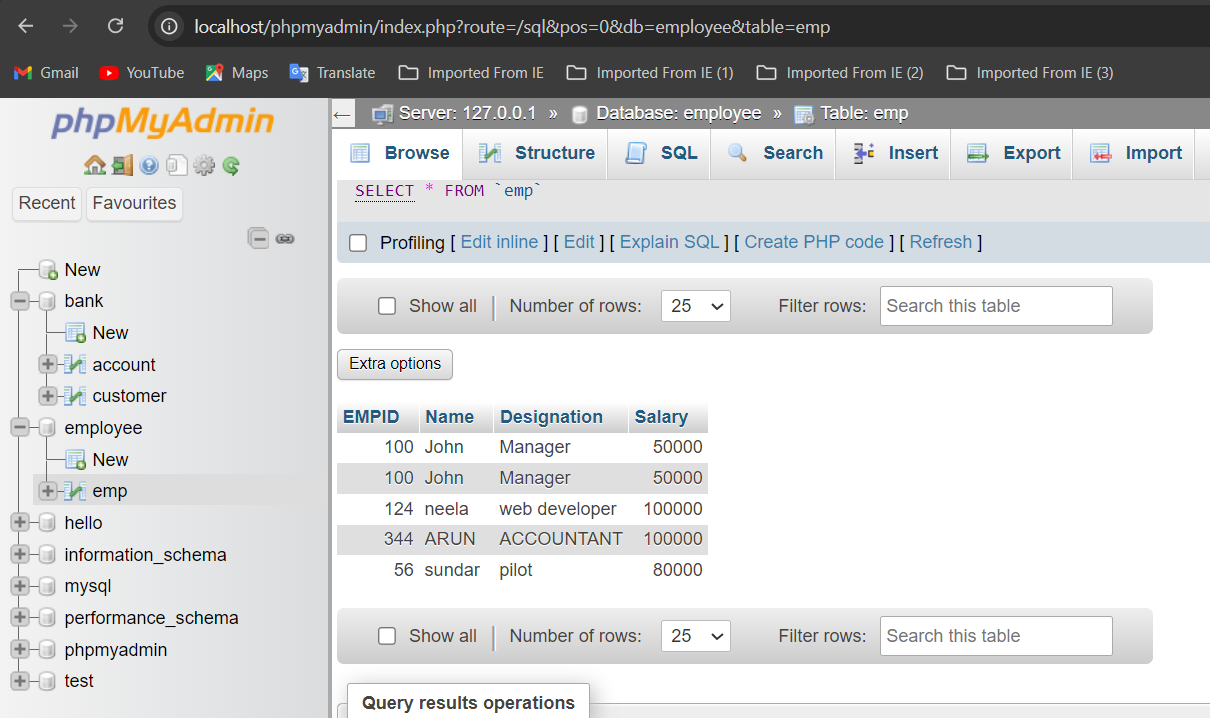 localhost/phpmyadmin/index.php?route=/sql&pos=0&db=employee&table=emp
Gmail YouTube Maps Translate Imported From IE Imported From IE (1) Imported From IE (2) Imported From IE (3)
phpMyAdmin
Recent Favourites
New
bank
New
account
customer
employee
New
emp
hello
information_schema
mysql
performance_schema
phpmyadmin
test
← Server: 127.0.0.1 » Database: employee » Table: emp
Browse Structure SQL Search Insert Export Import
SELECT * FROM `emp`
Profiling [ Edit inline ] [ Edit ] [ Explain SQL ] [ Create PHP code ] [ Refresh ]
Show all | Number of rows: 25 Filter rows: Search this table
Extra options
EMPID Name Designation Salary
100 John Manager 50000
100 John Manager 50000
124 neela web developer 100000
344 ARUN ACCOUNTANT 100000
56 sundar pilot 80000
Show all | Number of rows: 25 Filter rows: Search this table
Query results operations